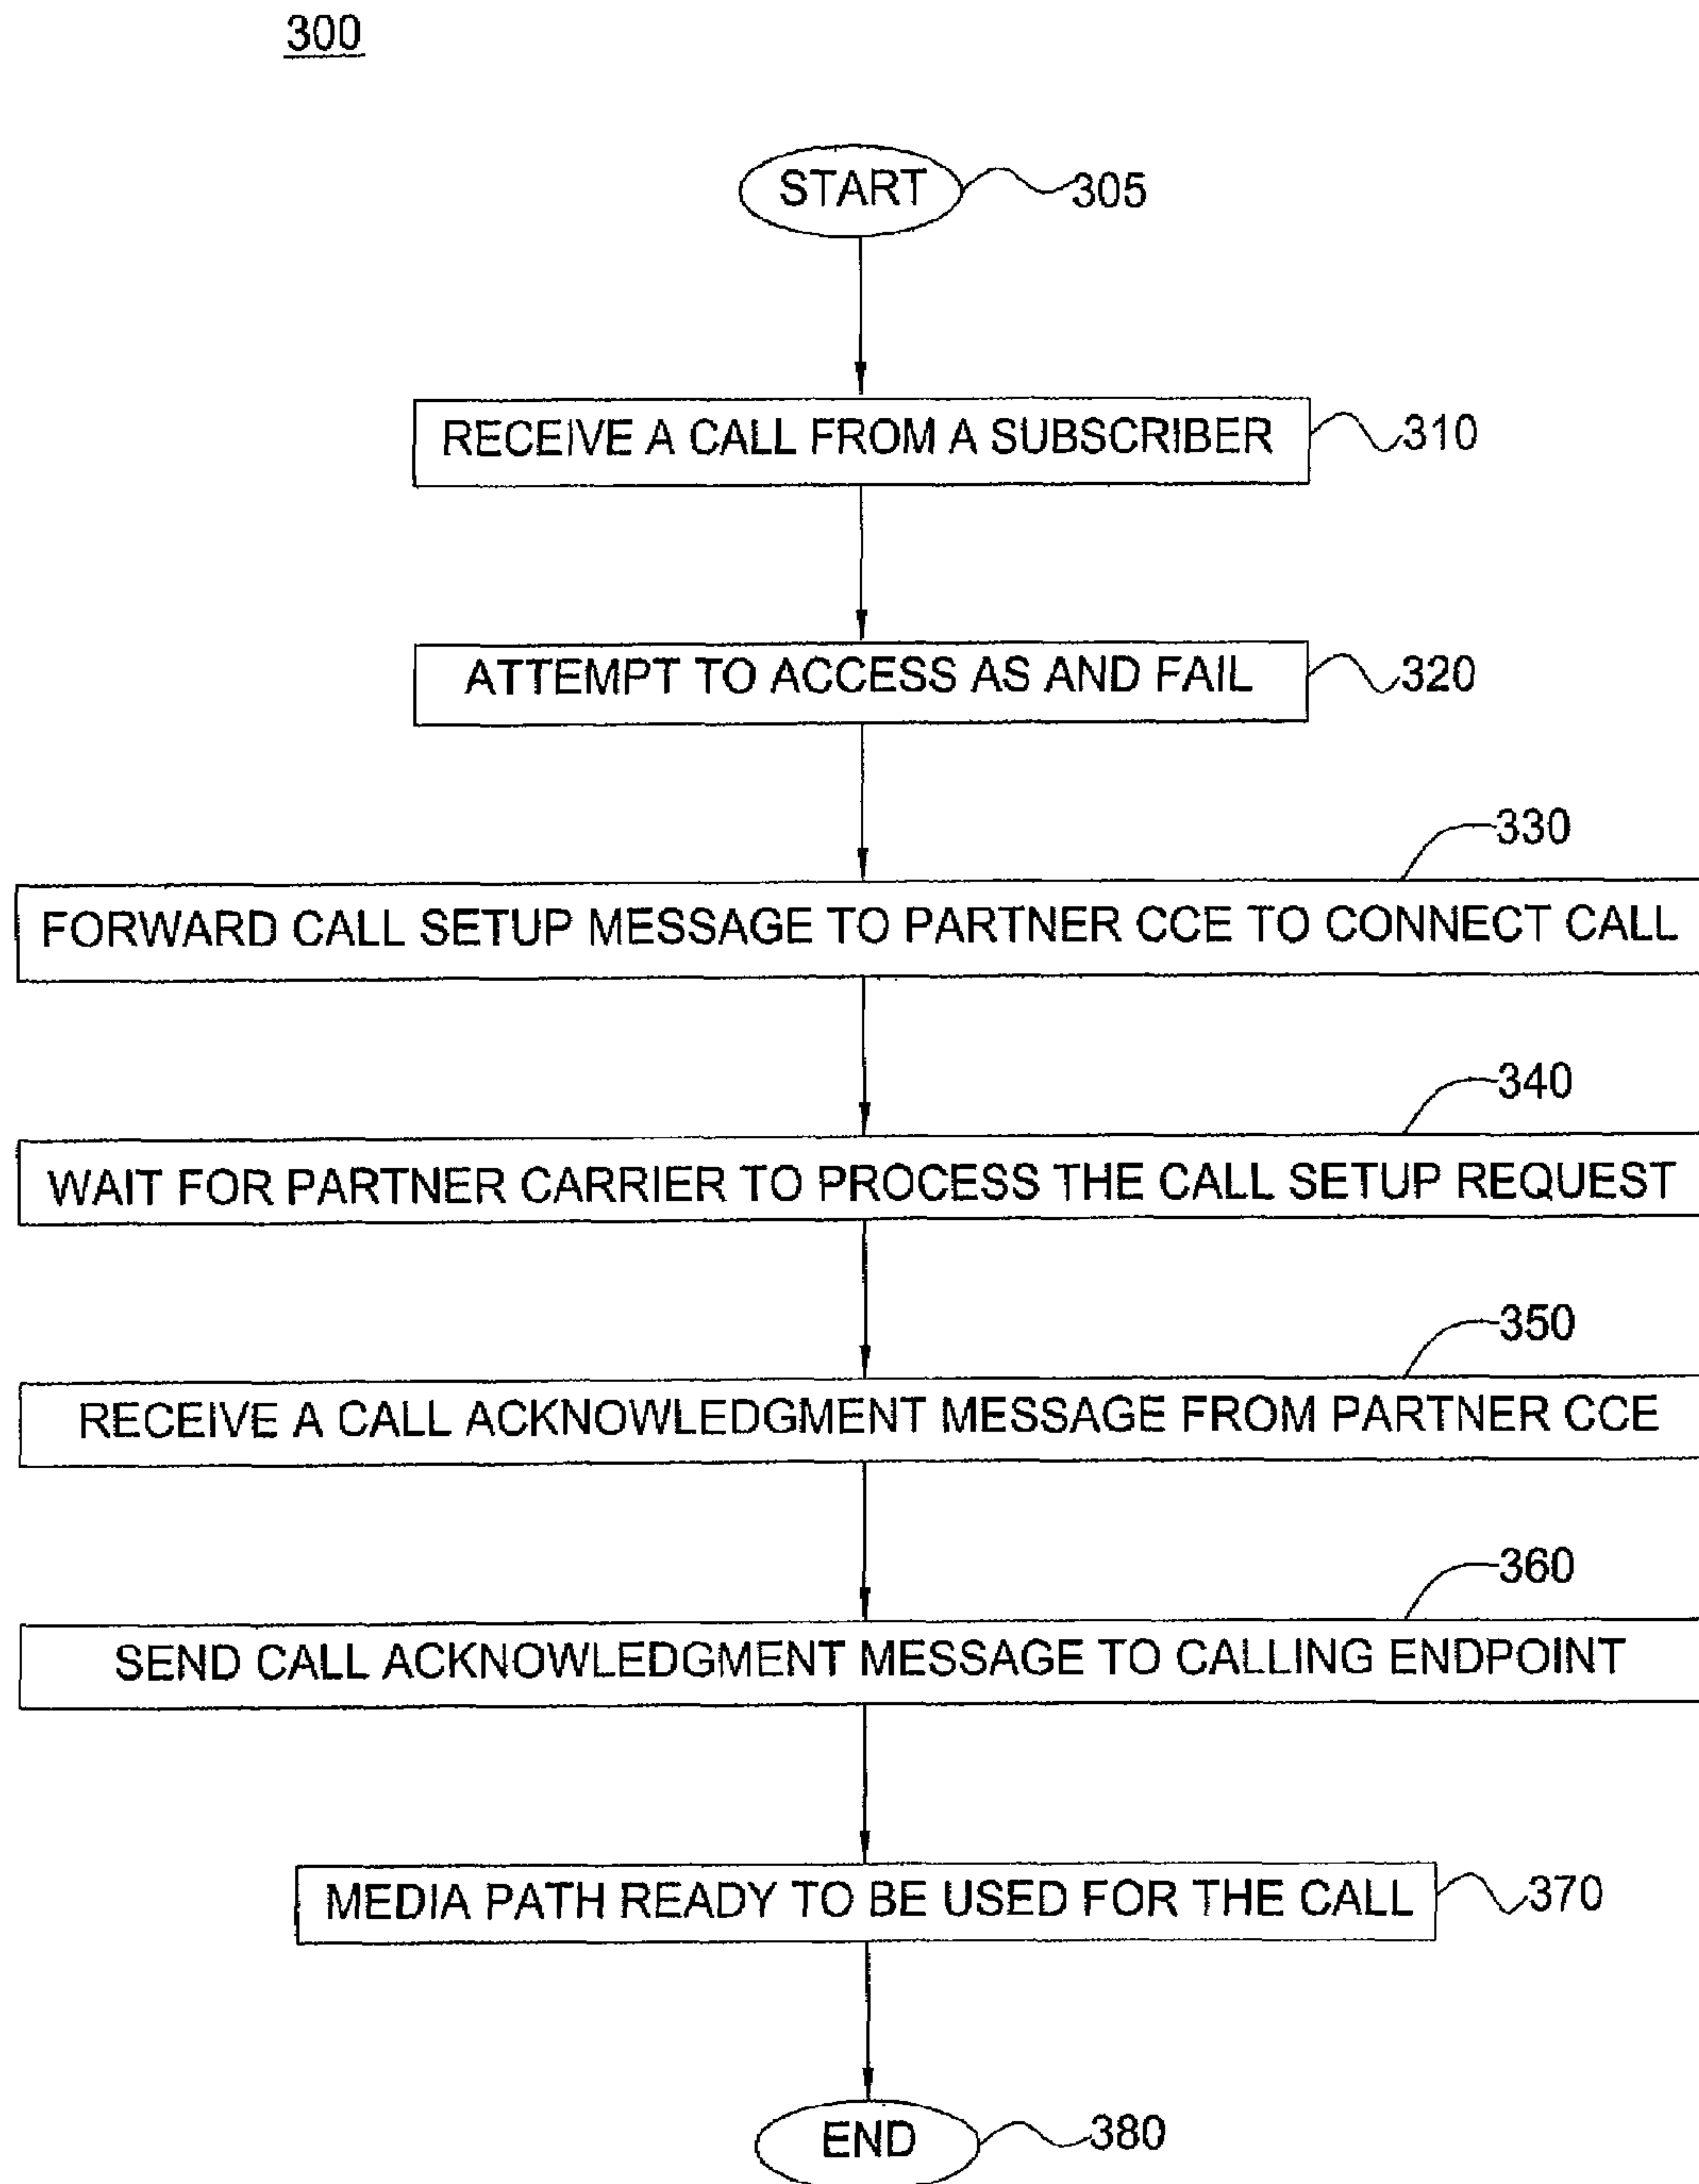 300
START 305
RECEIVE A CALL FROM A SUBSCRIBER 310
ATTEMPT TO ACCESS AS AND FAIL 320
330
FORWARD CALL SETUP MESSAGE TO PARTNER CCE TO CONNECT CALL
340
WAIT FOR PARTNER CARRIER TO PROCESS THE CALL SETUP REQUEST
350
RECEIVE A CALL ACKNOWLEDGMENT MESSAGE FROM PARTNER CCE
360
SEND CALL ACKNOWLEDGMENT MESSAGE TO CALLING ENDPOINT
MEDIA PATH READY TO BE USED FOR THE CALL 370
END 380